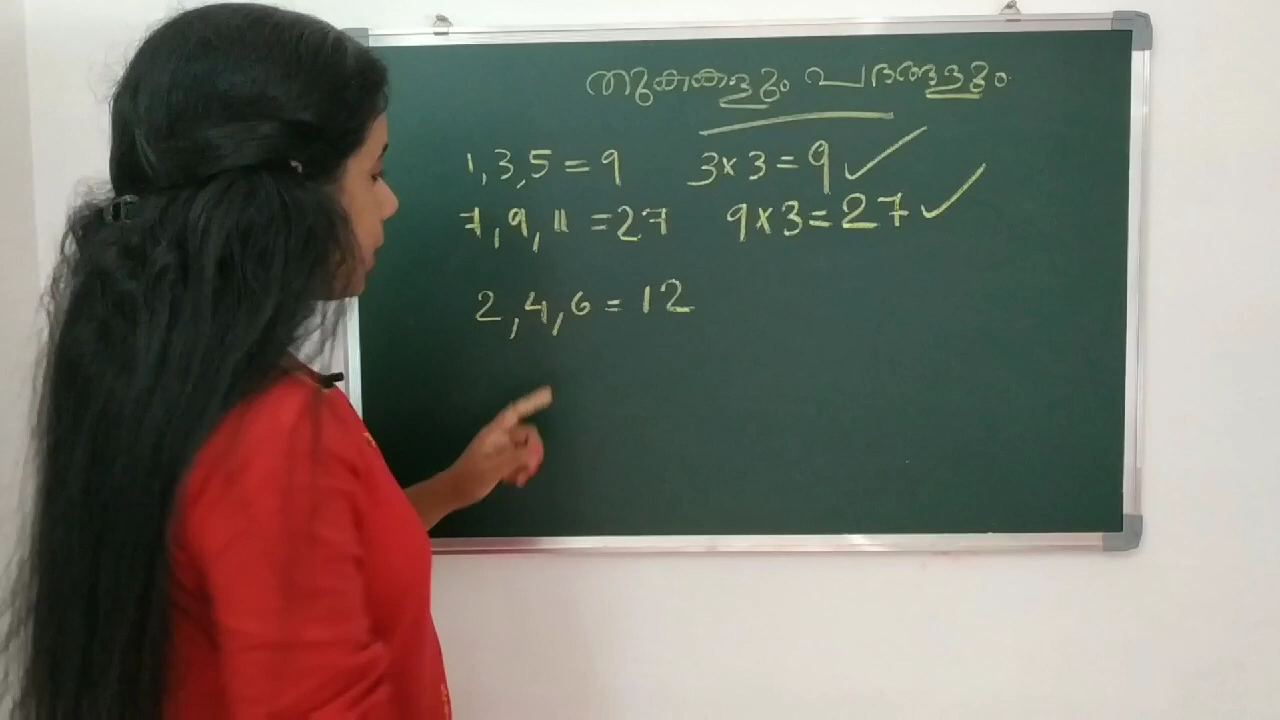 തുകകളും പദങ്ങളും
1,3,5 = 9 3×3=9 ✓
7,9,11 =27 9×3=27 ✓
2,4,6=12